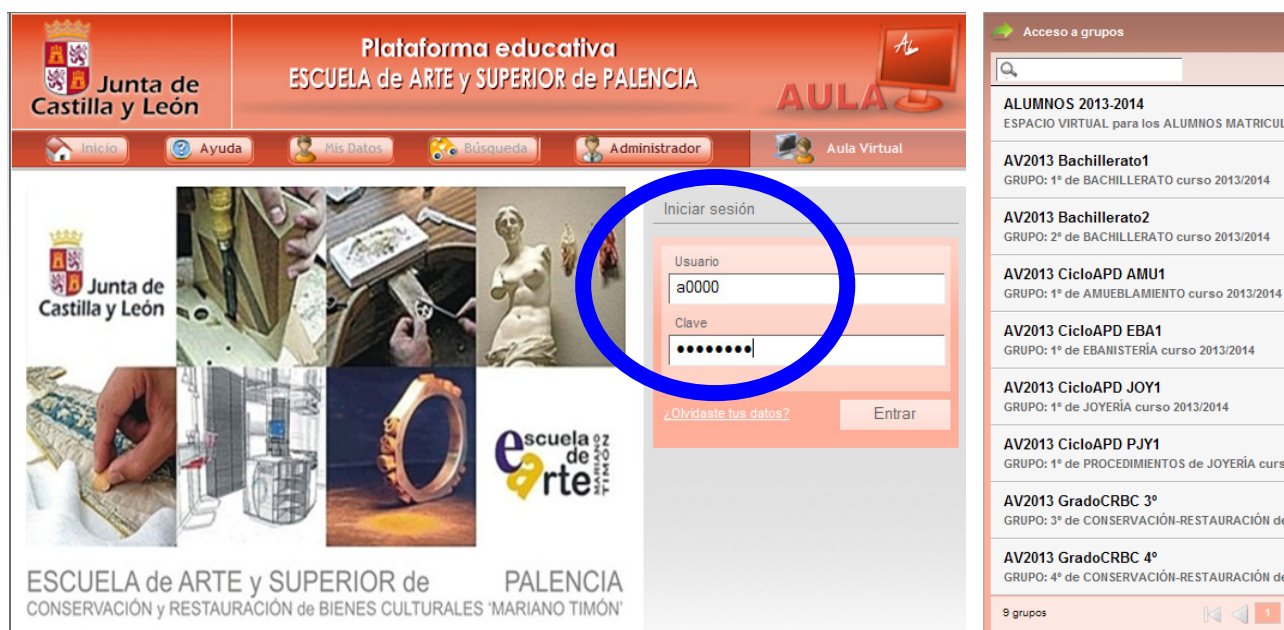 Junta de
Castilla y León
Plataforma educativa
ESCUELA de ARTE y SUPERIOR de PALENCIA
AL
AULA
Inicio
Ayuda
Mis Datos
Búsqueda
Administrador
Aula Virtual
Junta de
Castilla y León
escuela
de
arte
MARIANO
TIMÓN
ESCUELA de ARTE y SUPERIOR de PALENCIA
CONSERVACIÓN y RESTAURACIÓN de BIENES CULTURALES 'MARIANO TIMÓN'
Iniciar sesión
Usuario
a0000
Clave
¿Olvidaste tus datos?
Entrar
Acceso a grupos
ALUMNOS 2013-2014
ESPACIO VIRTUAL para los ALUMNOS MATRICUL
AV2013 Bachillerato1
GRUPO: 1º de BACHILLERATO curso 2013/2014
AV2013 Bachillerato2
GRUPO: 2º de BACHILLERATO curso 2013/2014
AV2013 CicloAPD AMU1
GRUPO: 1º de AMUEBLAMIENTO curso 2013/2014
AV2013 CicloAPD EBA1
GRUPO: 1º de EBANISTERÍA curso 2013/2014
AV2013 CicloAPD JOY1
GRUPO: 1º de JOYERÍA curso 2013/2014
AV2013 CicloAPD PJY1
GRUPO: 1º de PROCEDIMIENTOS de JOYERÍA curs
AV2013 GradoCRBC 3º
GRUPO: 3º de CONSERVACIÓN-RESTAURACIÓN de
AV2013 GradoCRBC 4º
GRUPO: 4º de CONSERVACIÓN-RESTAURACIÓN de
9 grupos
1